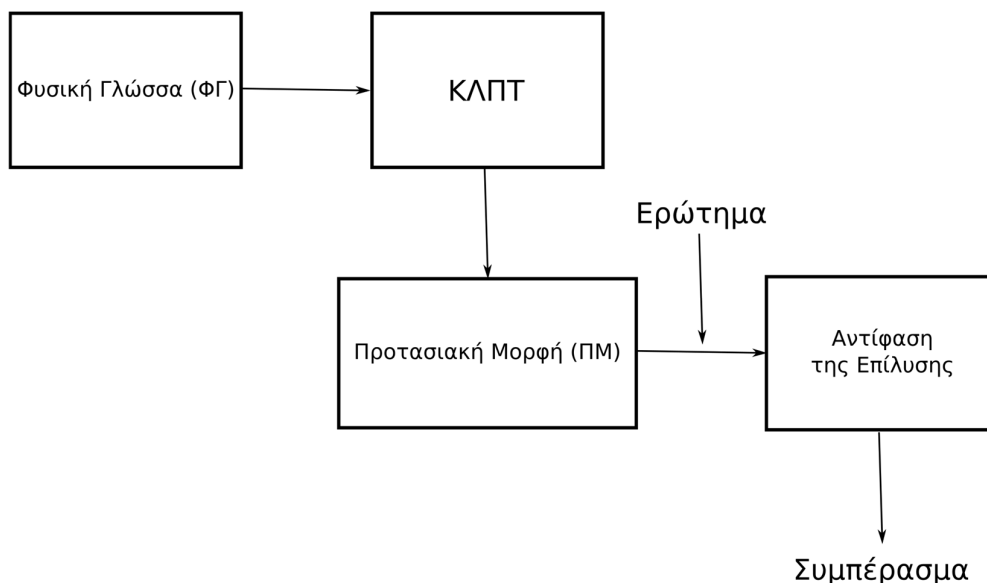 Φυσική Γλώσσα (ΦΓ)
ΚΛΠΤ
Ερώτημα
Προτασιακή Μορφή (ΠΜ)
Αντίφαση
της Επίλυσης
Συμπέρασμα